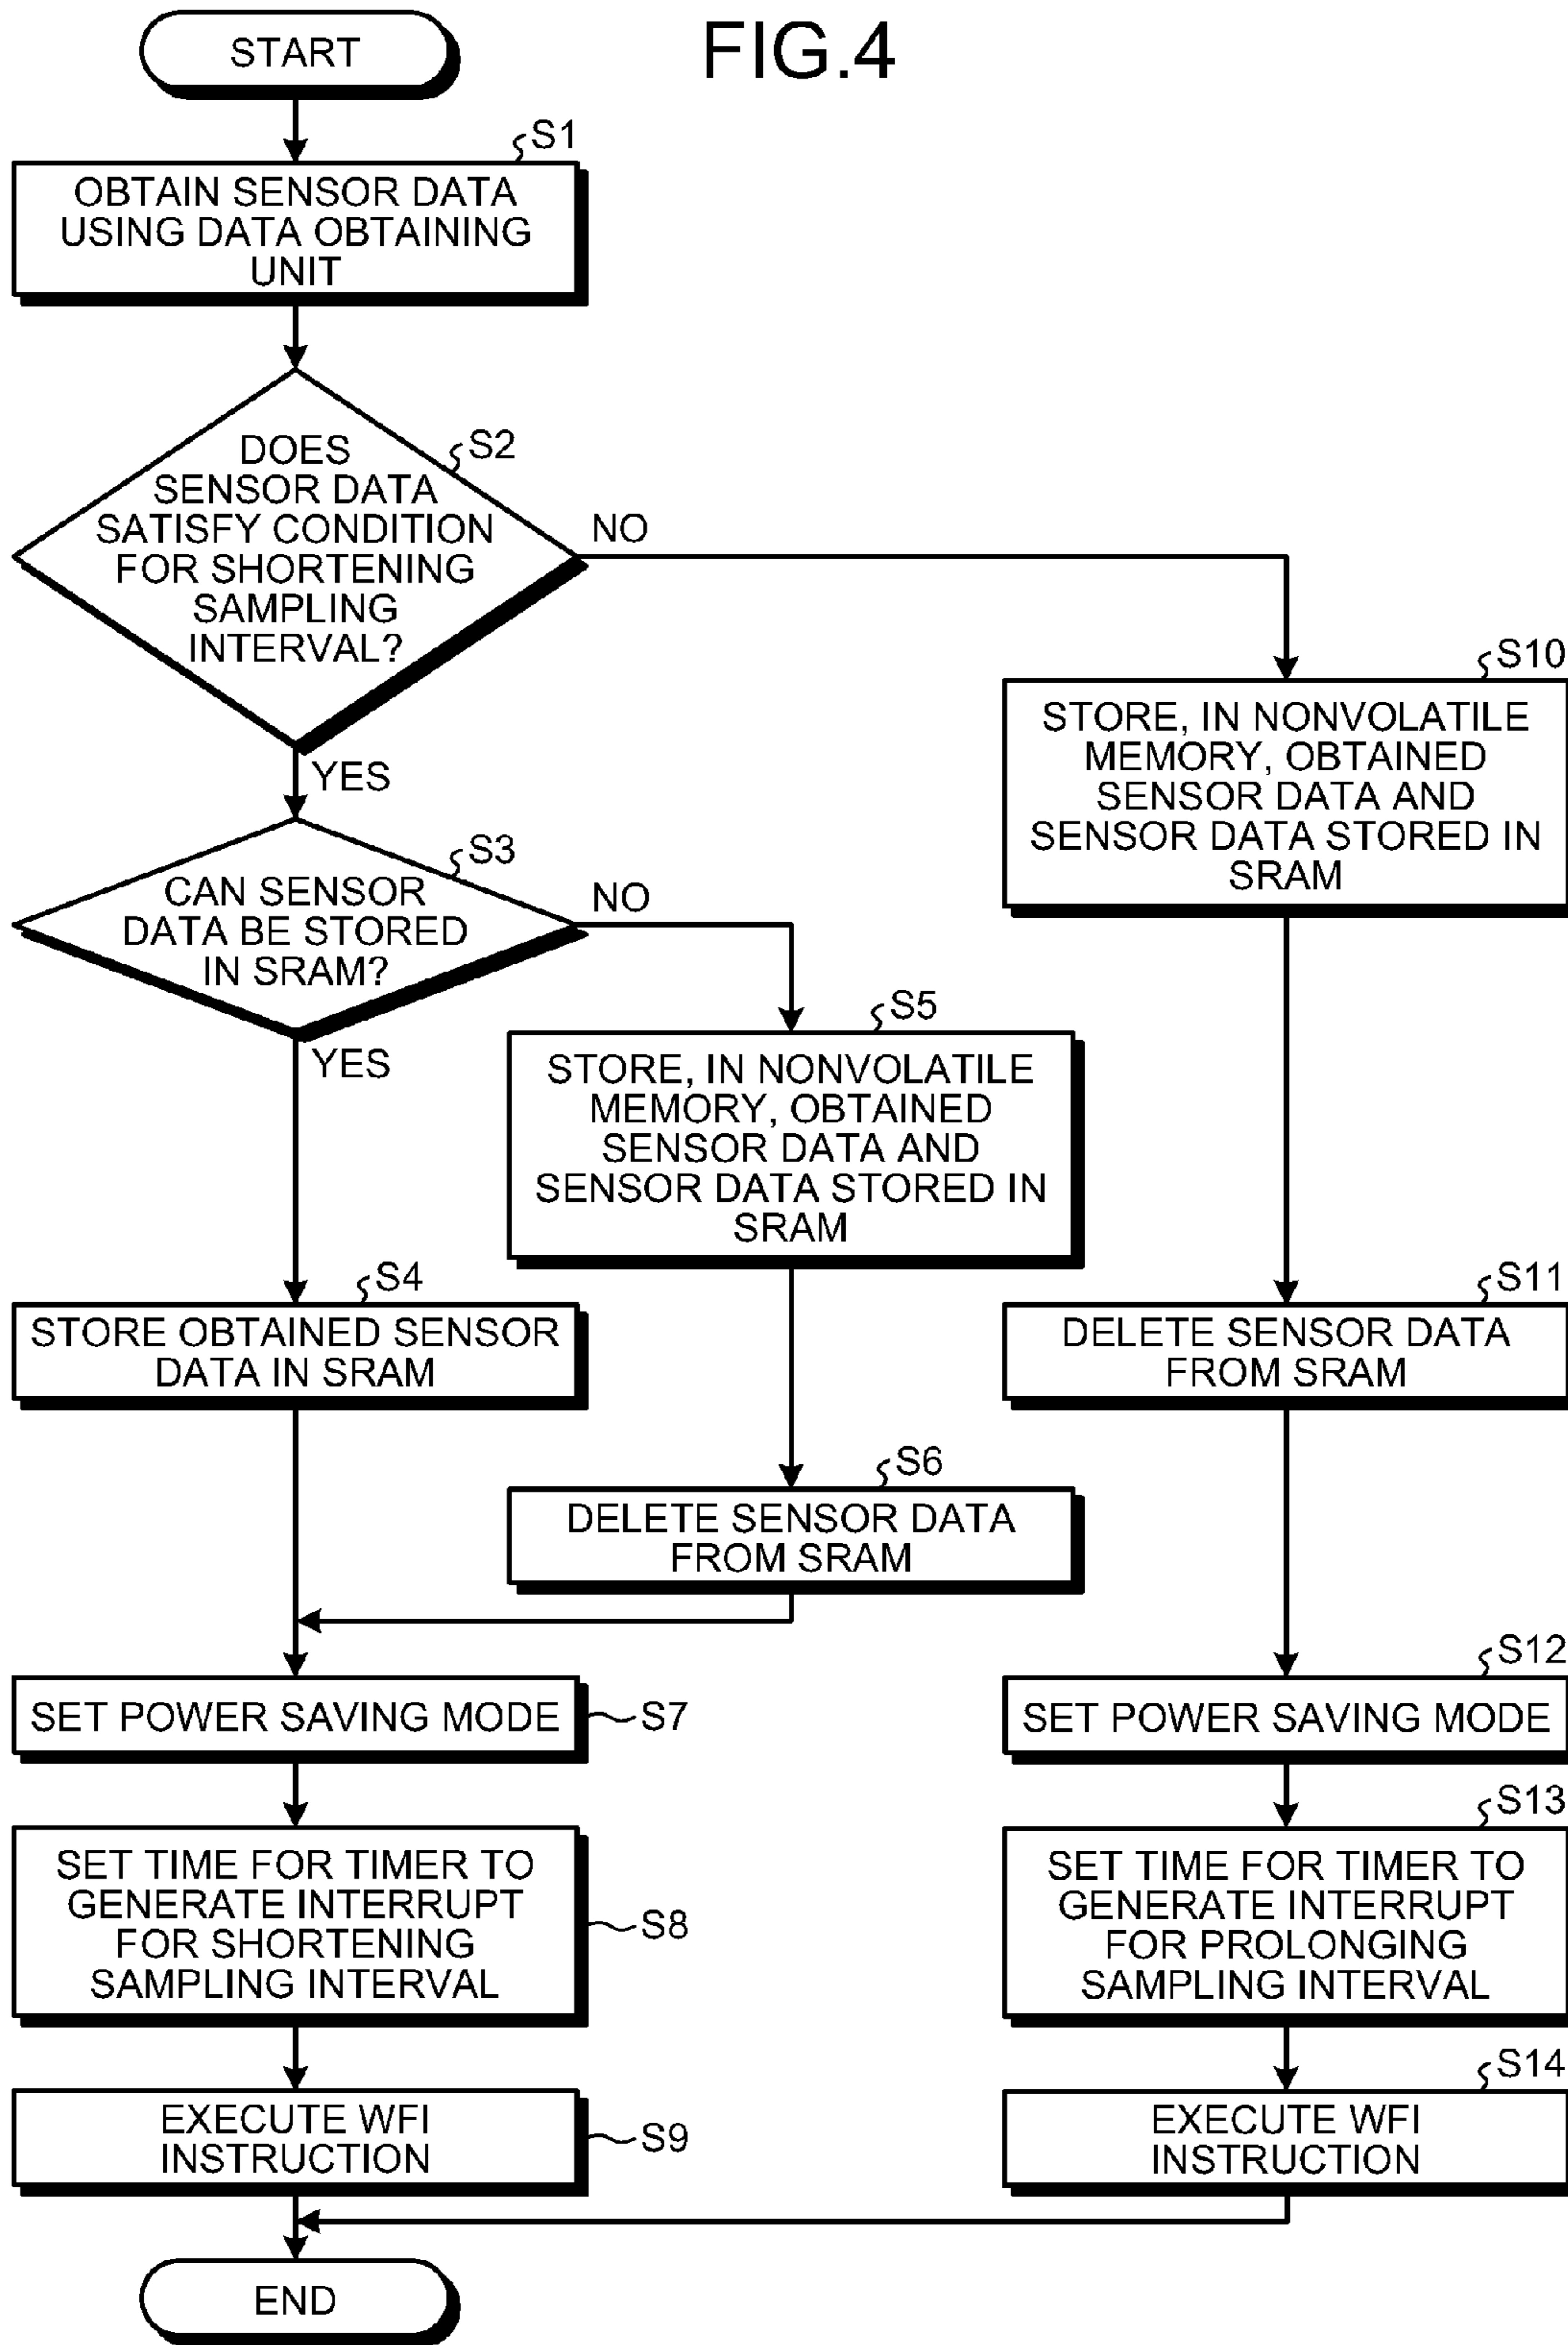 FIG.4
START
S1
OBTAIN SENSOR DATA
USING DATA OBTAINING
UNIT
S2
DOES
SENSOR DATA
SATISFY CONDITION
FOR SHORTENING
SAMPLING
INTERVAL?
NO
YES
S3
CAN SENSOR
DATA BE STORED
IN SRAM?
NO
YES
S4
STORE OBTAINED SENSOR
DATA IN SRAM
S5
STORE, IN NONVOLATILE
MEMORY, OBTAINED
SENSOR DATA AND
SENSOR DATA STORED IN
SRAM
S6
DELETE SENSOR DATA
FROM SRAM
SET POWER SAVING MODE
S7
SET TIME FOR TIMER TO
GENERATE INTERRUPT
FOR SHORTENING
SAMPLING INTERVAL
S8
EXECUTE WFI
INSTRUCTION
S9
S10
STORE, IN NONVOLATILE
MEMORY, OBTAINED
SENSOR DATA AND
SENSOR DATA STORED IN
SRAM
S11
DELETE SENSOR DATA
FROM SRAM
S12
SET POWER SAVING MODE
S13
SET TIME FOR TIMER TO
GENERATE INTERRUPT
FOR PROLONGING
SAMPLING INTERVAL
S14
EXECUTE WFI
INSTRUCTION
END